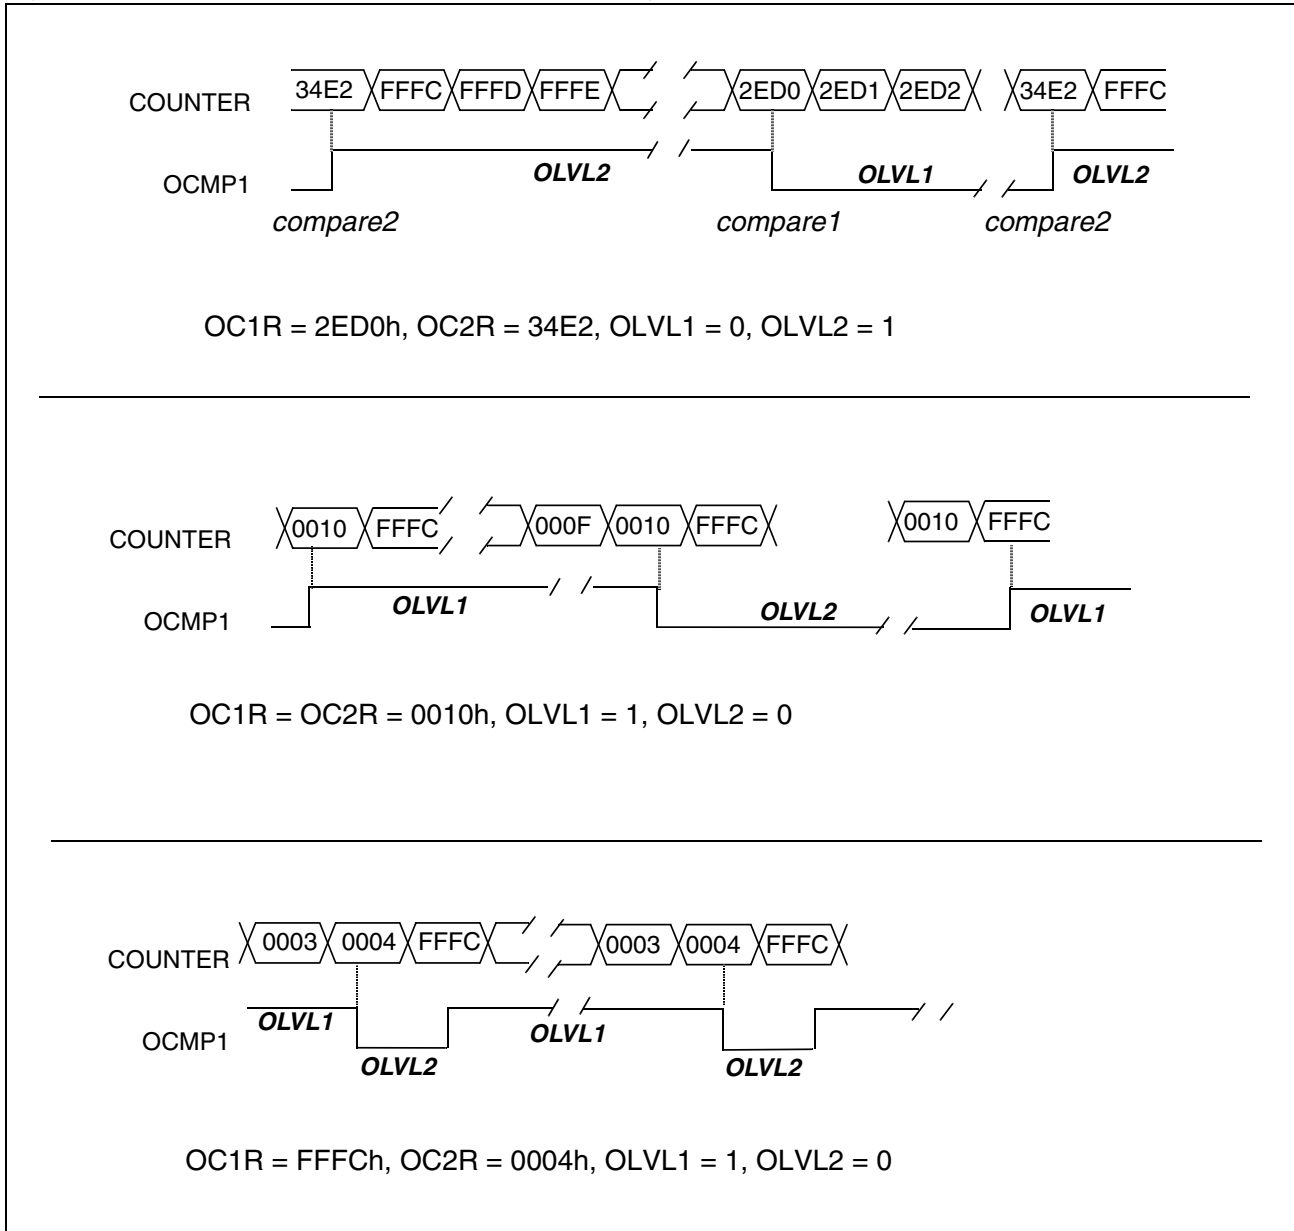 COUNTER 34E2 FFFC FFFD FFFE 2ED0 2ED1 2ED2 34E2 FFFC
OCMP1 OLVL2 OLVL1 OLVL2
compare2 compare1 compare2
OC1R = 2ED0h, OC2R = 34E2, OLVL1 = 0, OLVL2 = 1
COUNTER 0010 FFFC 000F 0010 FFFC 0010 FFFC
OCMP1 OLVL1 OLVL2 OLVL1
OC1R = OC2R = 0010h, OLVL1 = 1, OLVL2 = 0
COUNTER 0003 0004 FFFC 0003 0004 FFFC
OLVL1 OLVL1
OCMP1
OLVL2 OLVL2
OC1R = FFFCh, OC2R = 0004h, OLVL1 = 1, OLVL2 = 0